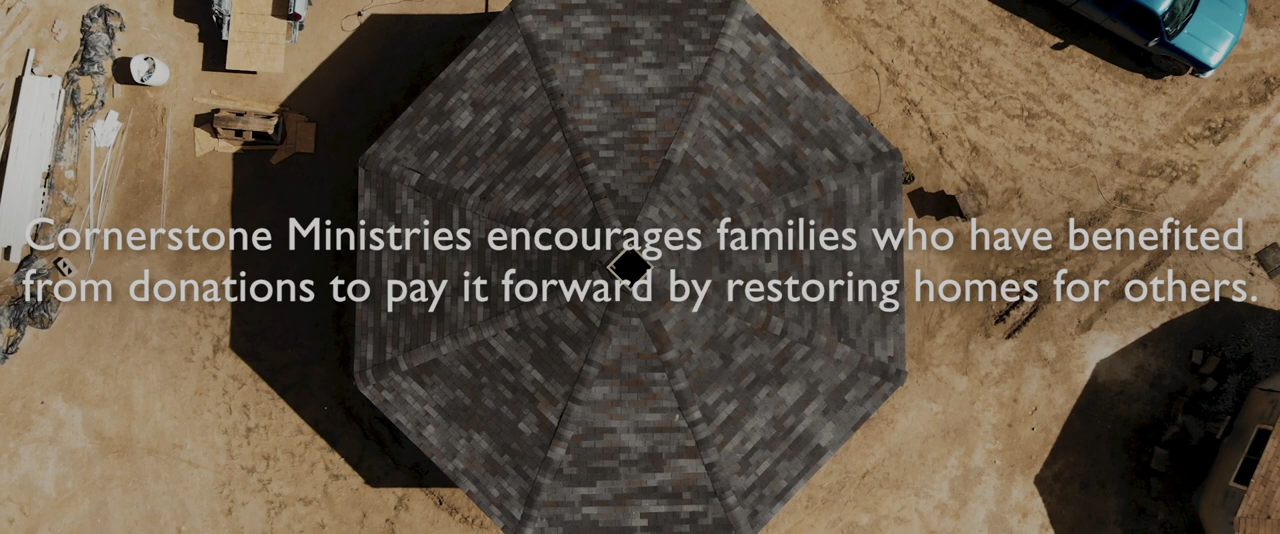 Cornerstone Ministries encourages families who have benefited
from donations to pay it forward by restoring homes for others.